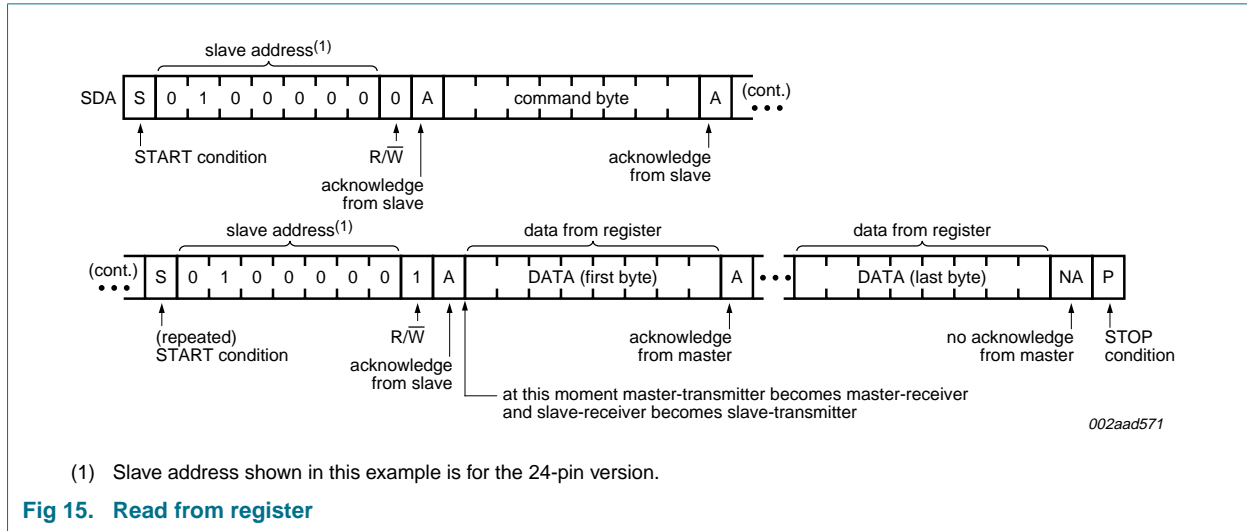 slave address(1)
SDA S 0 1 0 0 0 0 0 0 A command byte A (cont.)
START condition R/W acknowledge from slave acknowledge from slave
slave address(1) data from register data from register
(cont.) S 0 1 0 0 0 0 0 1 A DATA (first byte) A DATA (last byte) NA P
(repeated) START condition R/W acknowledge from slave acknowledge from master no acknowledge from master STOP condition
at this moment master-transmitter becomes master-receiver
and slave-receiver becomes slave-transmitter
002aad571
(1) Slave address shown in this example is for the 24-pin version.
Fig 15. Read from register